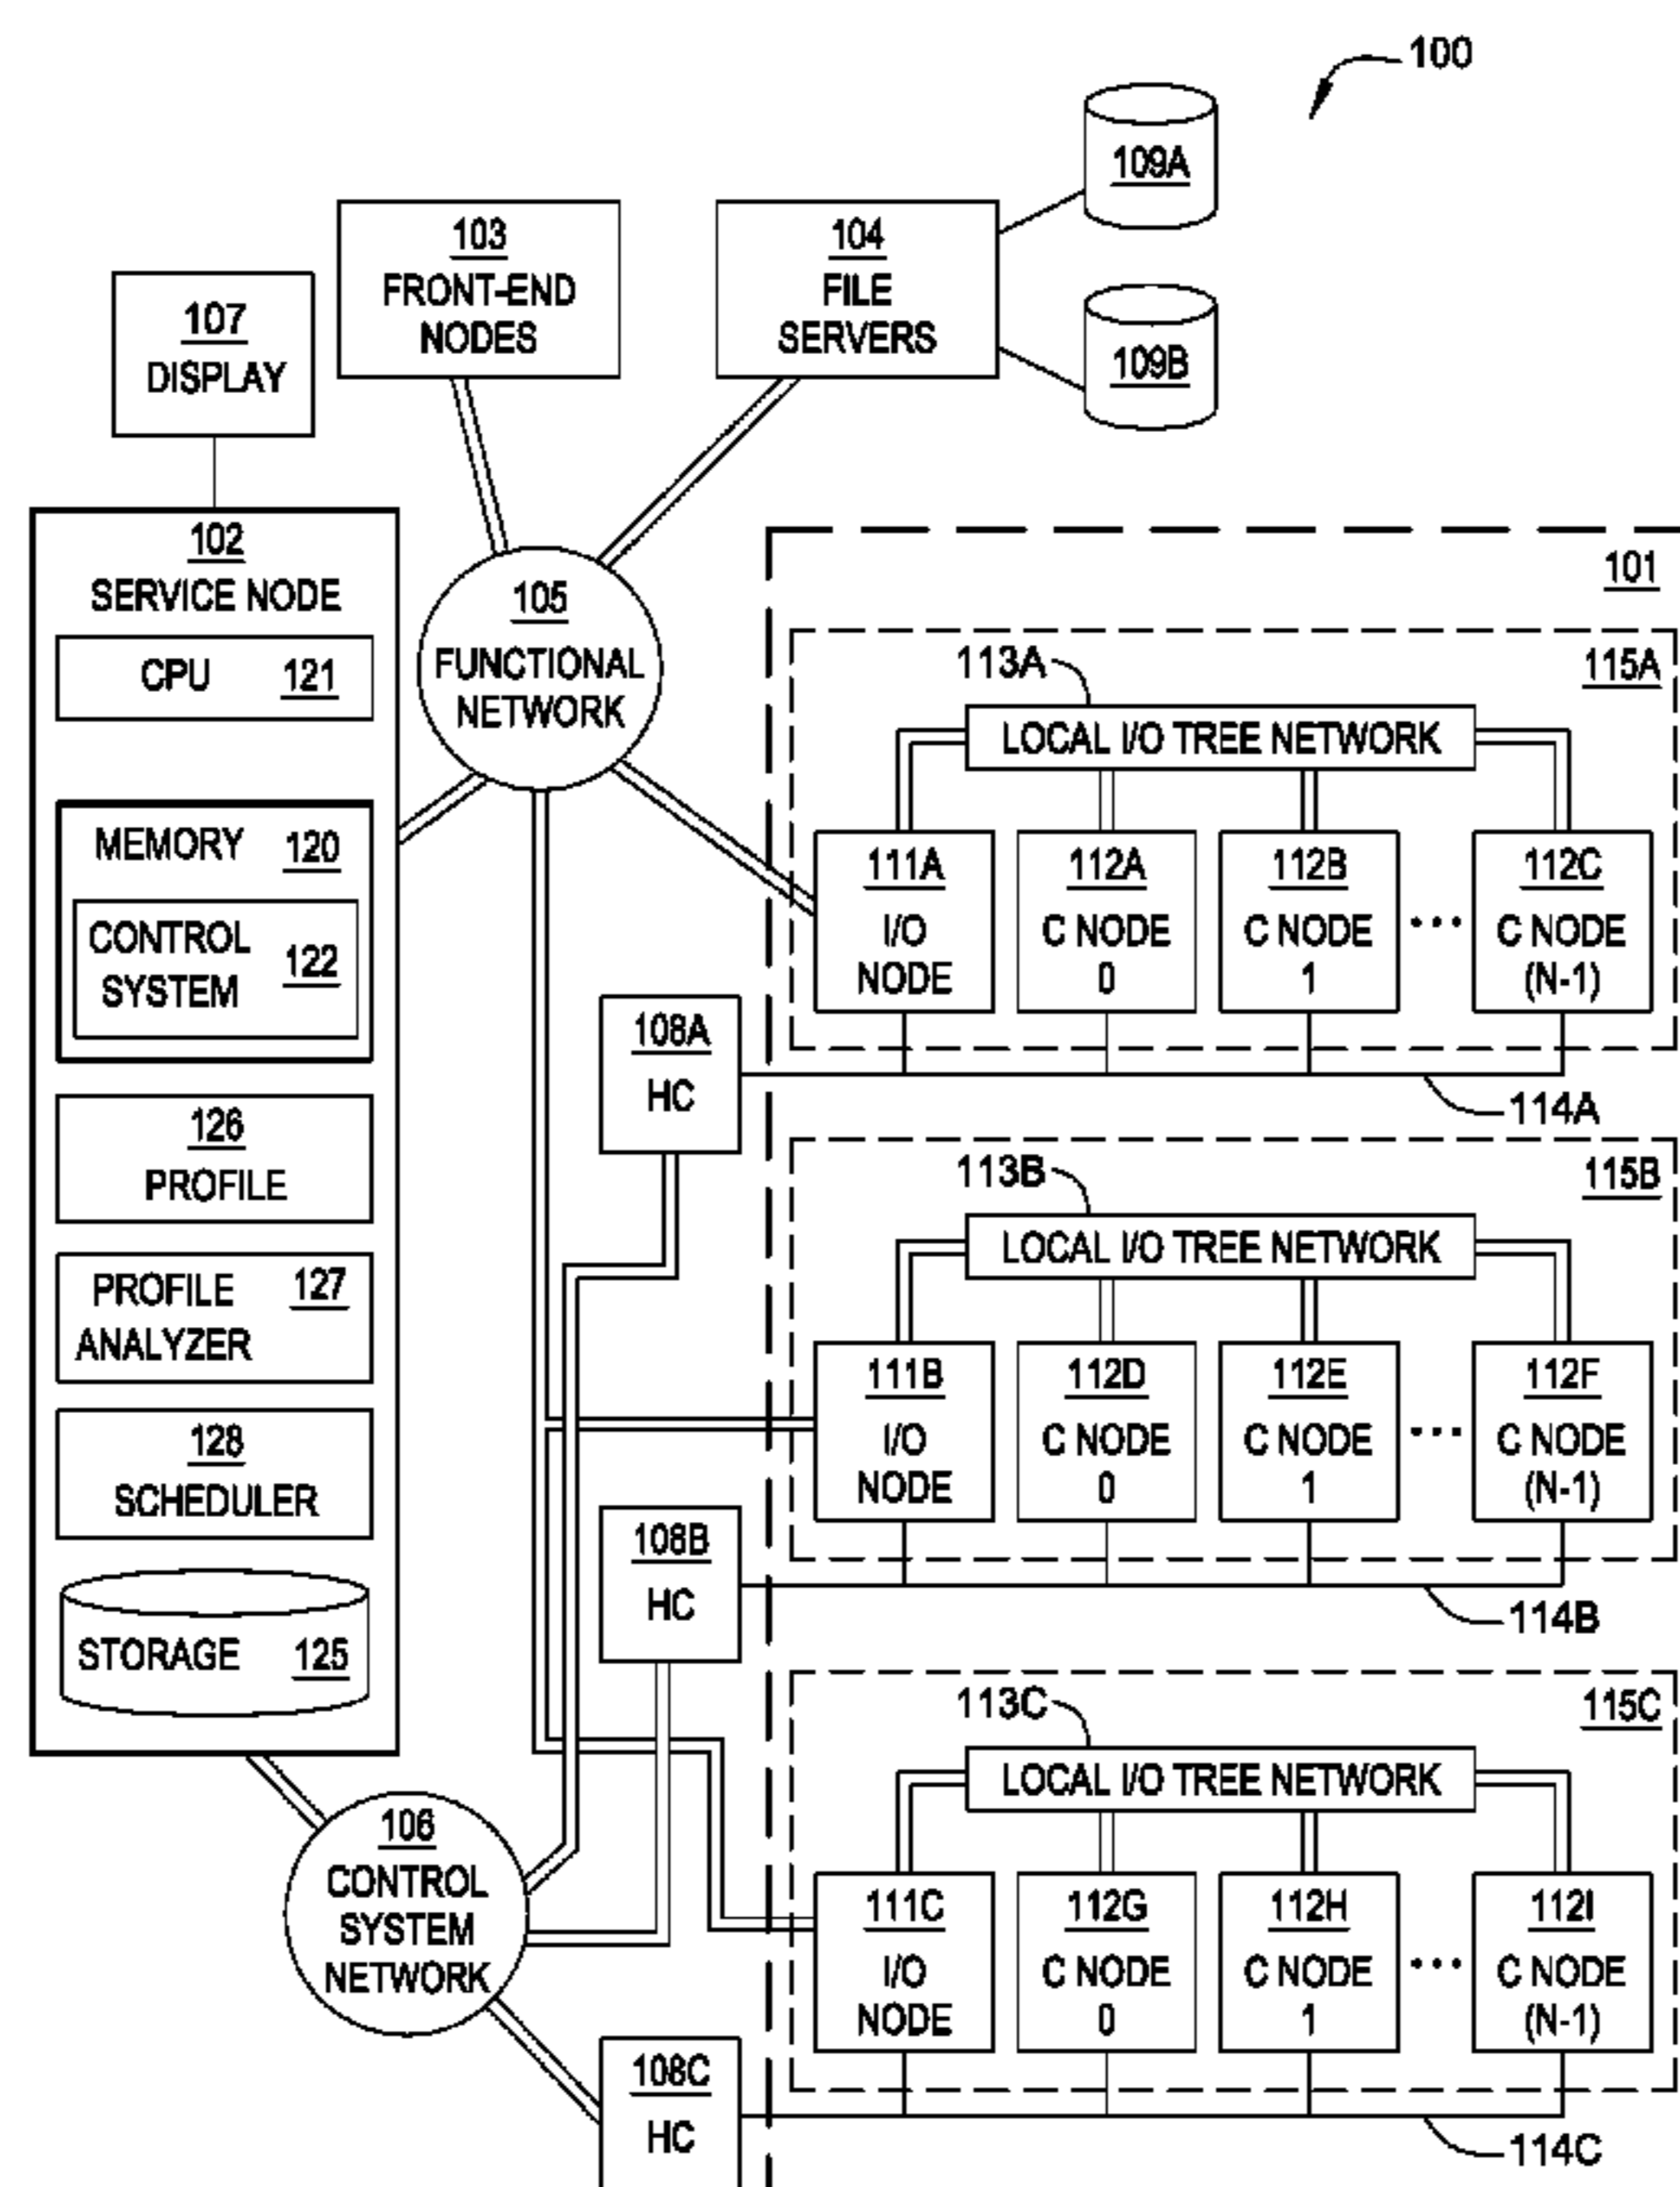 100
109A
103
FRONT-END
NODES
104
FILE
SERVERS
109B
107
DISPLAY
102
SERVICE NODE
CPU 121
MEMORY 120
CONTROL
SYSTEM 122
126
PROFILE
PROFILE 127
ANALYZER
128
SCHEDULER
STORAGE 125
105
FUNCTIONAL
NETWORK
106
CONTROL
SYSTEM
NETWORK
108A
HC
108B
HC
108C
HC
101
115A
113A
LOCAL I/O TREE NETWORK
111A
I/O
NODE
112A
C NODE
0
112B
C NODE
1
•••
112C
C NODE
(N-1)
114A
115B
113B
LOCAL I/O TREE NETWORK
111B
I/O
NODE
112D
C NODE
0
112E
C NODE
1
•••
112F
C NODE
(N-1)
114B
115C
113C
LOCAL I/O TREE NETWORK
111C
I/O
NODE
112G
C NODE
0
112H
C NODE
1
•••
112I
C NODE
(N-1)
114C